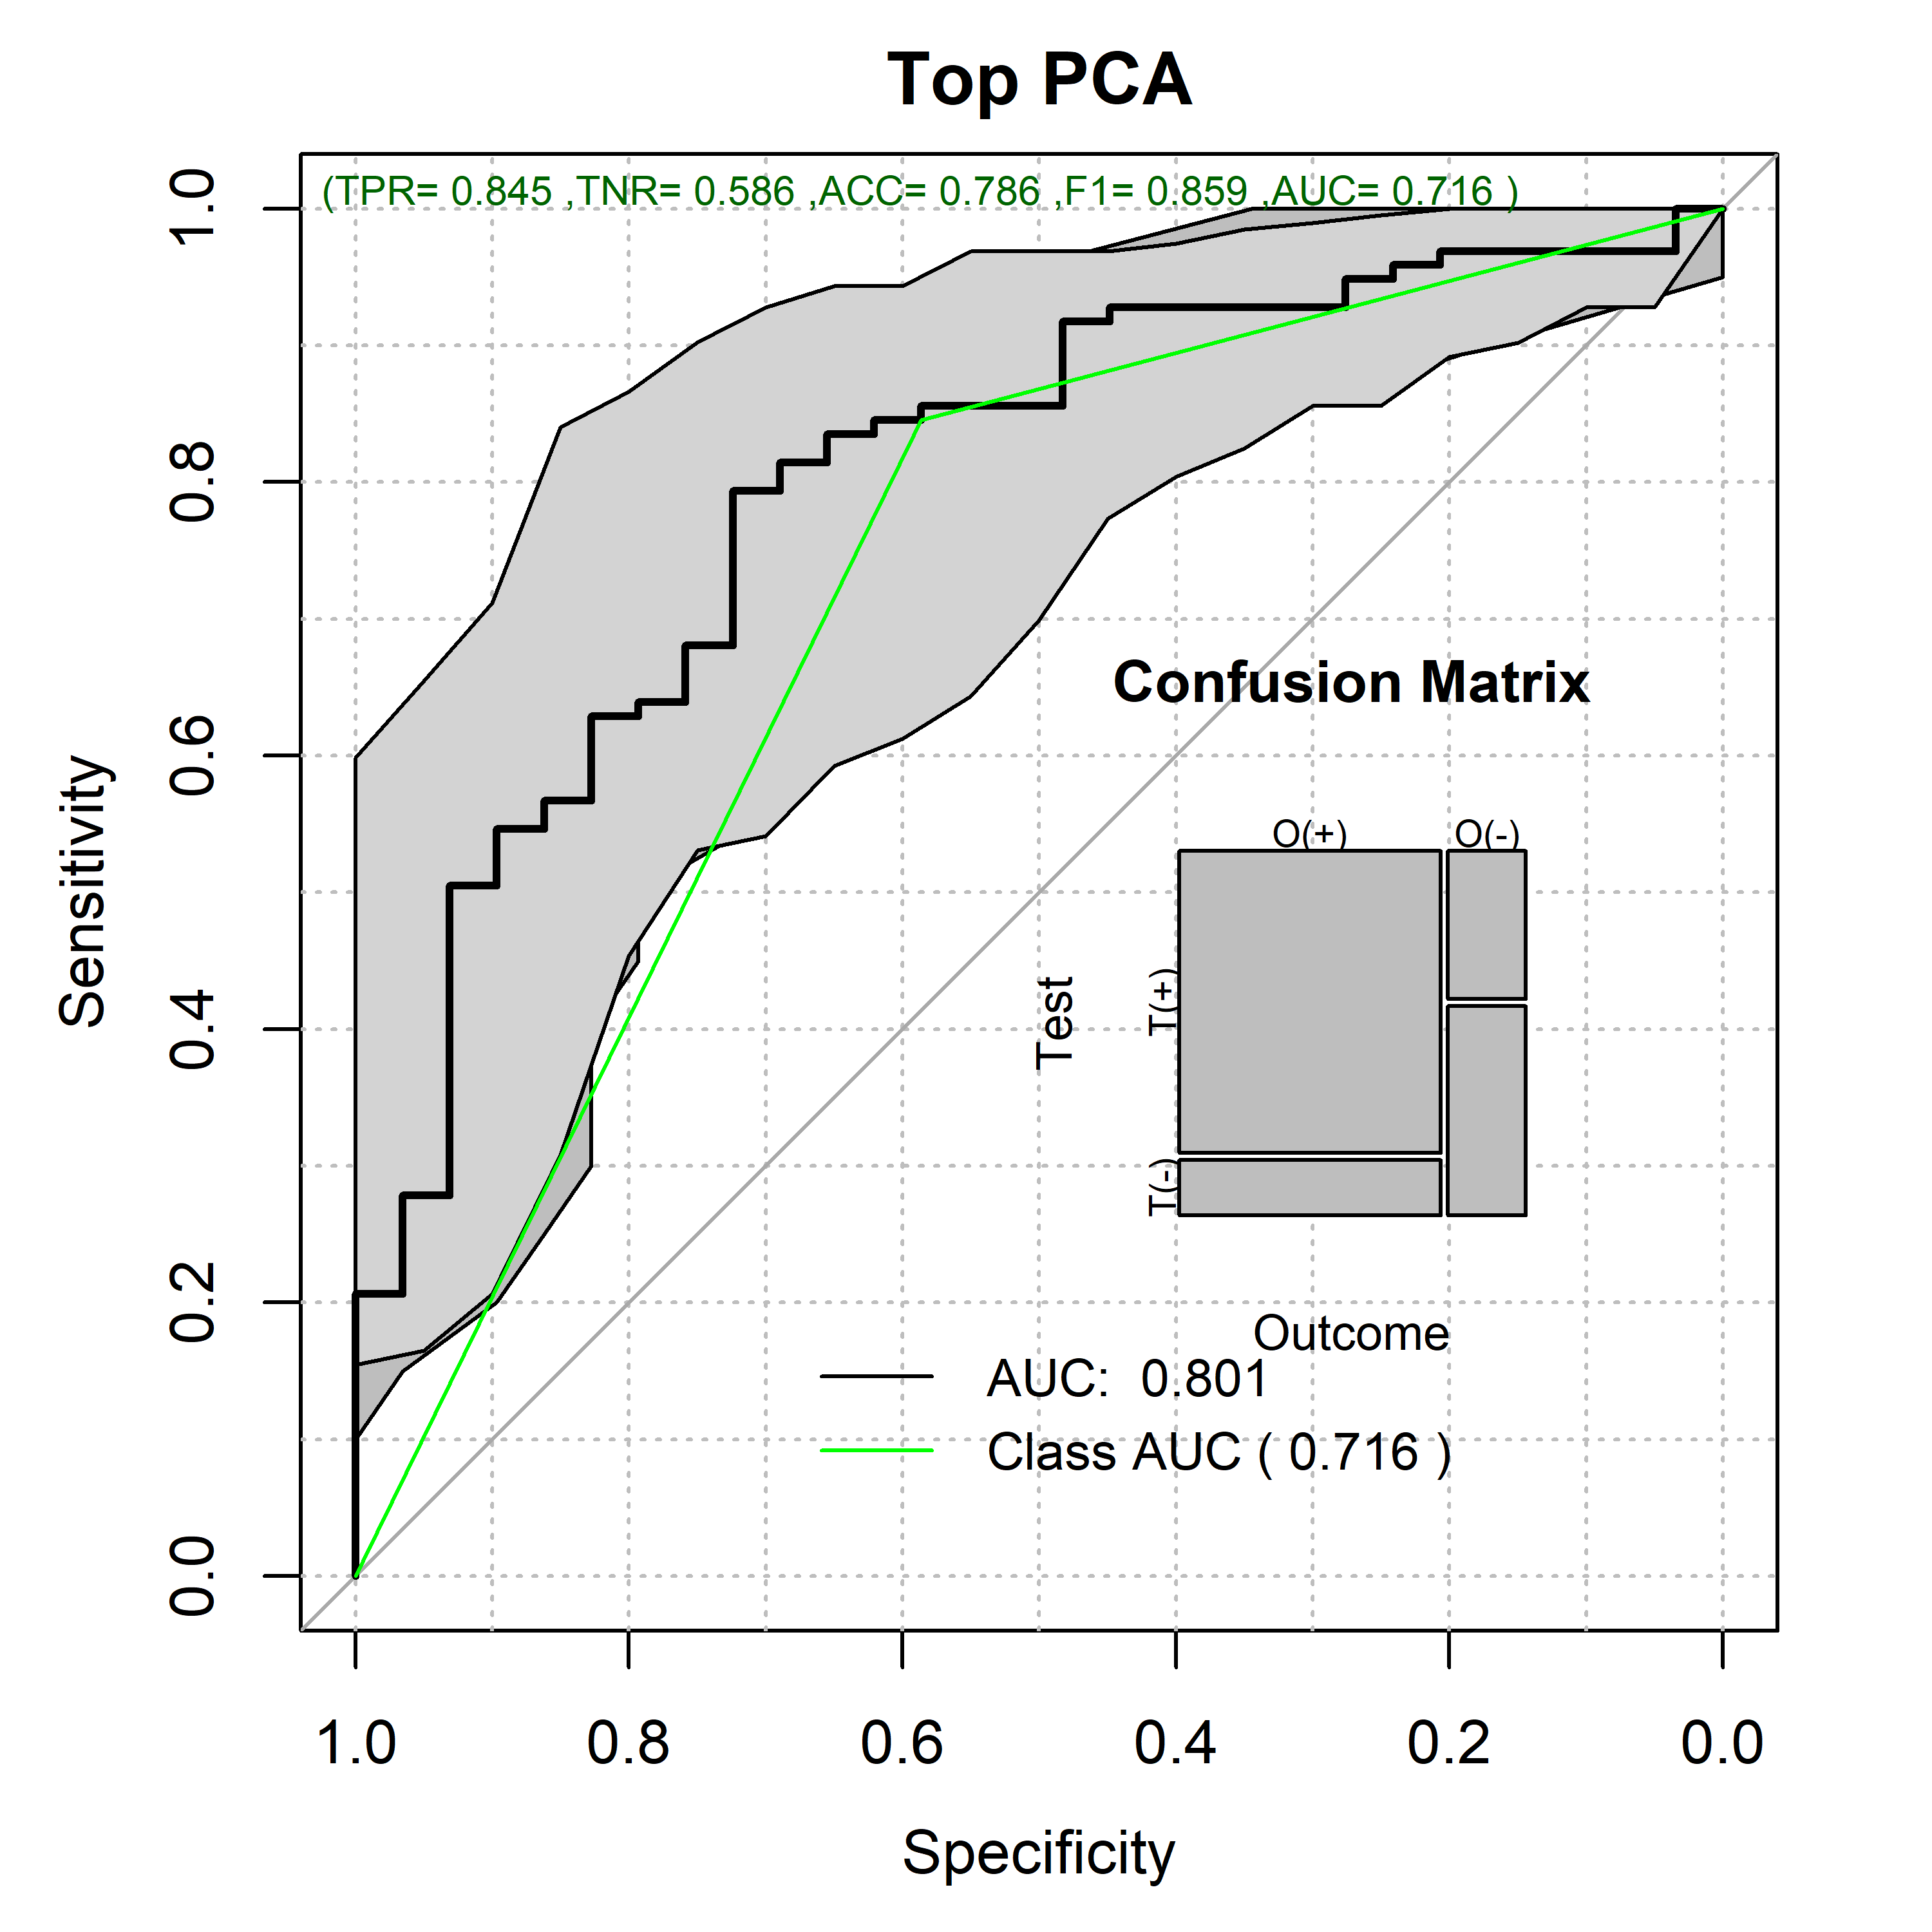 Top PCA
(TPR= 0.845 ,TNR= 0.586 ,ACC= 0.786 ,F1= 0.859 ,AUC= 0.716 )
Sensitivity
1.0
0.8
0.6
0.4
0.2
0.0
Confusion Matrix
O(+) O(-)
Test
T(+)
T(-)
Outcome
AUC: 0.801
Class AUC ( 0.716 )
1.0 0.8 0.6 0.4 0.2 0.0
Specificity